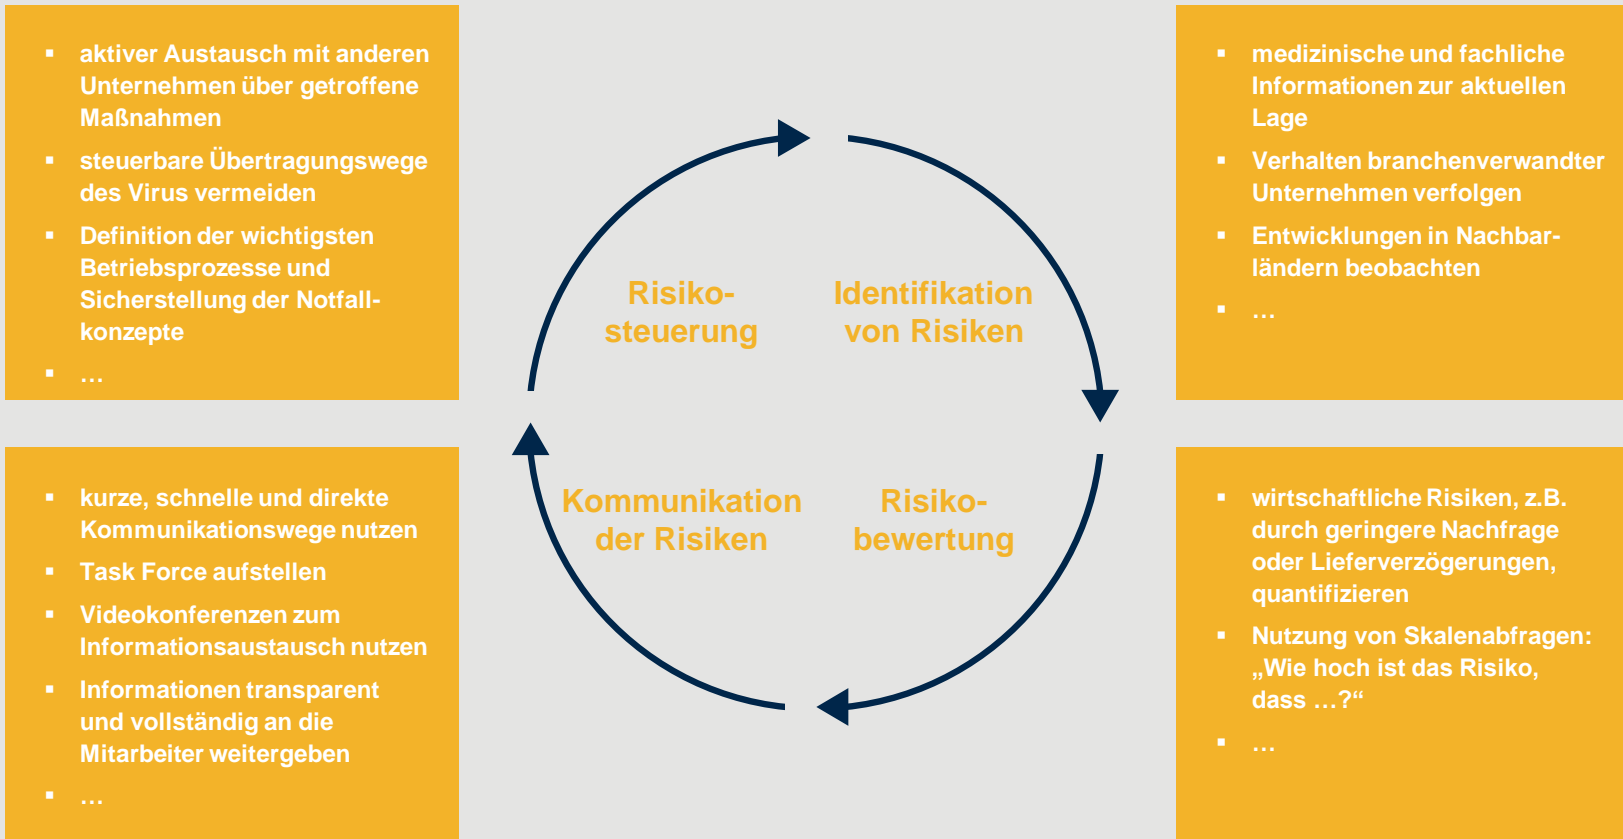 ▪ aktiver Austausch mit anderen
Unternehmen über getroffene
Maßnahmen
▪ steuerbare Übertragungswege
des Virus vermeiden
▪ Definition der wichtigsten
Betriebsprozesse und
Sicherstellung der Notfall-
konzepte
▪ …
▪ medizinische und fachliche
Informationen zur aktuellen
Lage
▪ Verhalten branchenverwandter
Unternehmen verfolgen
▪ Entwicklungen in Nachbar-
ländern beobachten
▪ …
Risiko-
steuerung
Identifikation
von Risiken
Kommunikation
der Risiken
Risiko-
bewertung
▪ kurze, schnelle und direkte
Kommunikationswege nutzen
▪ Task Force aufstellen
▪ Videokonferenzen zum
Informationsaustausch nutzen
▪ Informationen transparent
und vollständig an die
Mitarbeiter weitergeben
▪ …
▪ wirtschaftliche Risiken, z.B.
durch geringere Nachfrage
oder Lieferverzögerungen,
quantifizieren
▪ Nutzung von Skalenabfragen:
„Wie hoch ist das Risiko,
dass …?“
▪ …